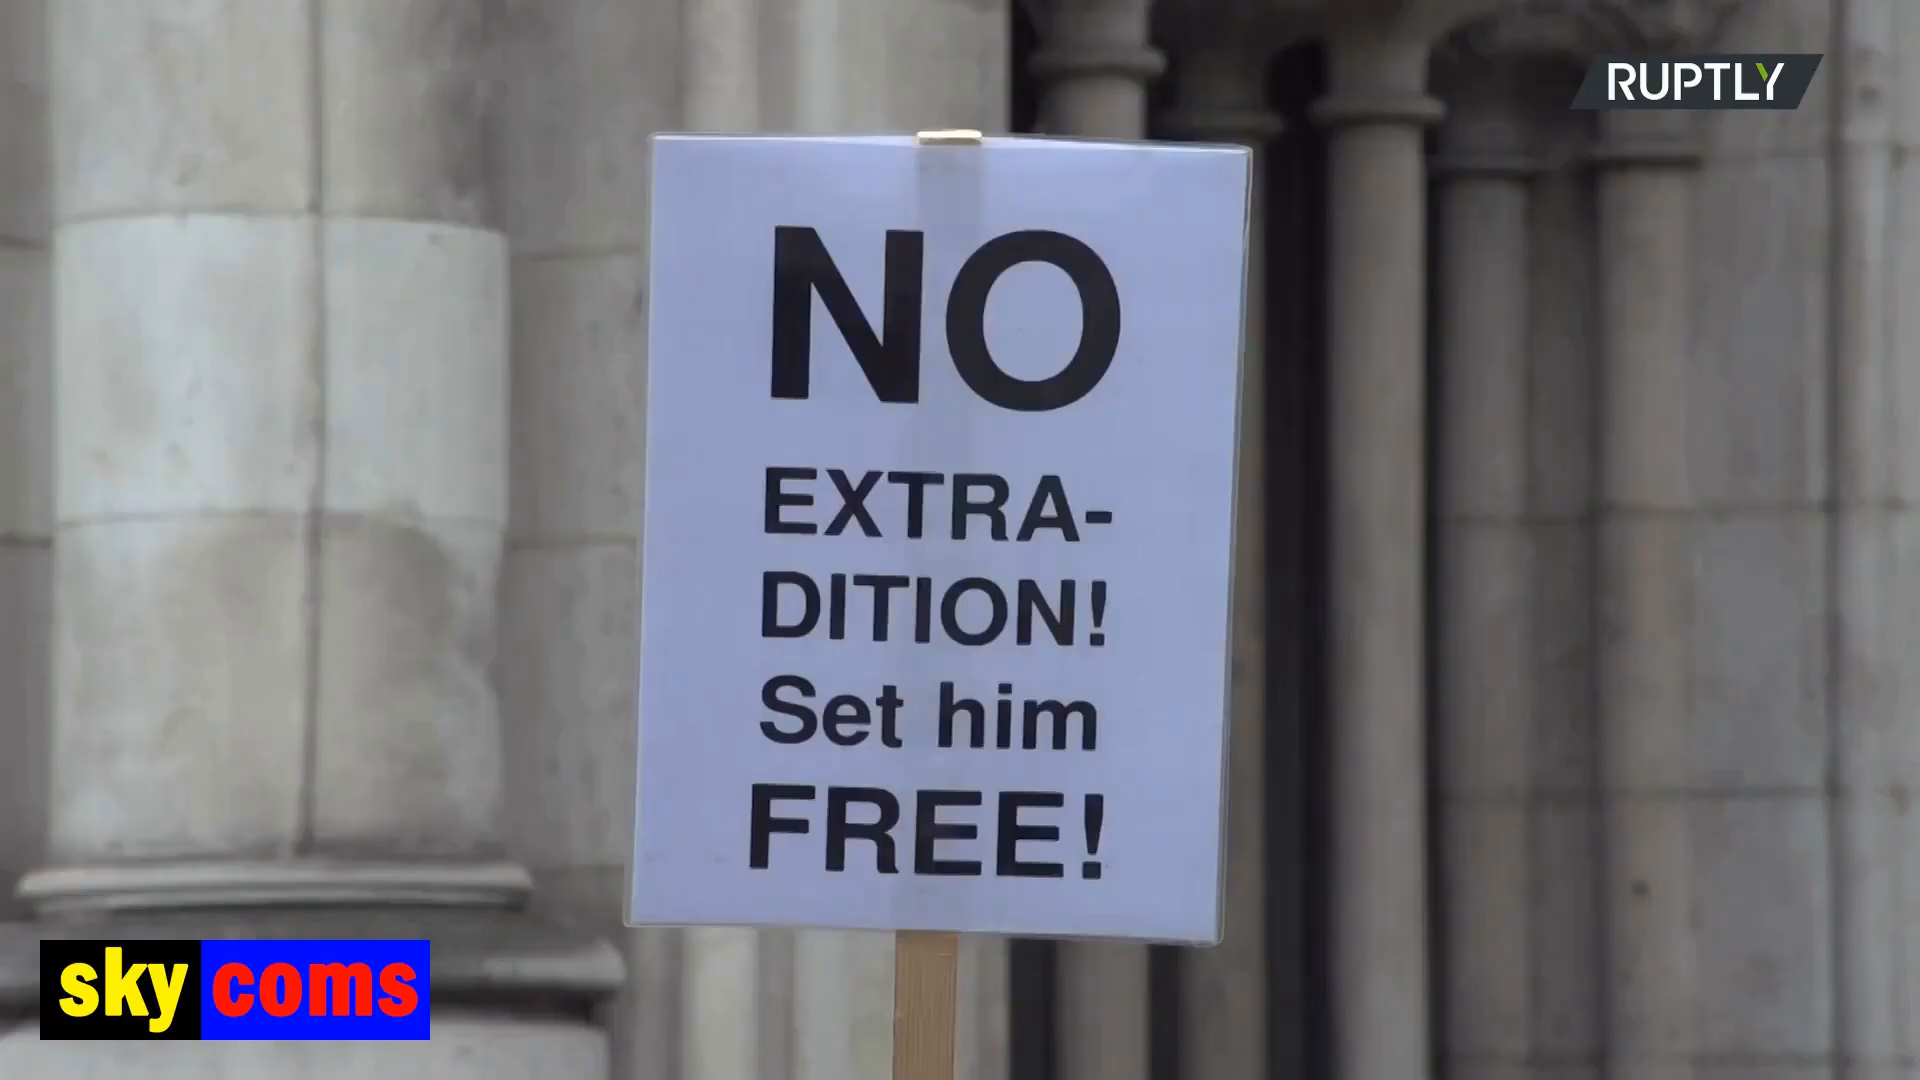 RUPTLY
NO
EXTRA-
DITION!
Set him
FREE!
sky coms